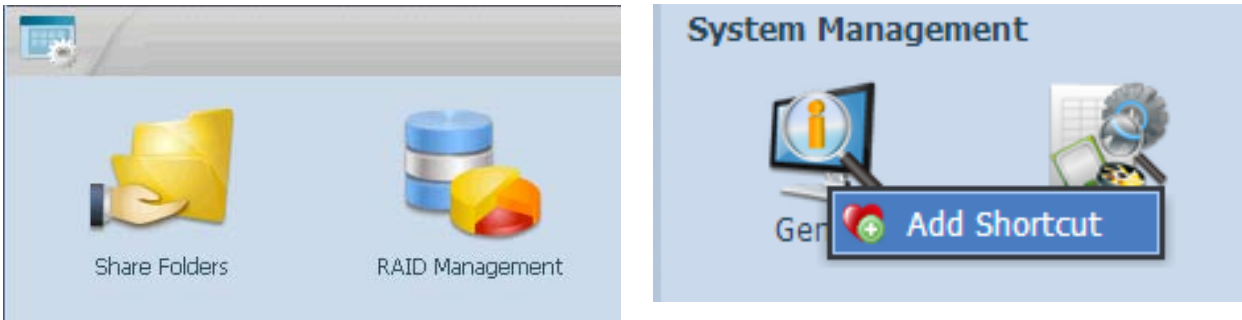 Share Folders
RAID Management
System Management
Add Shortcut